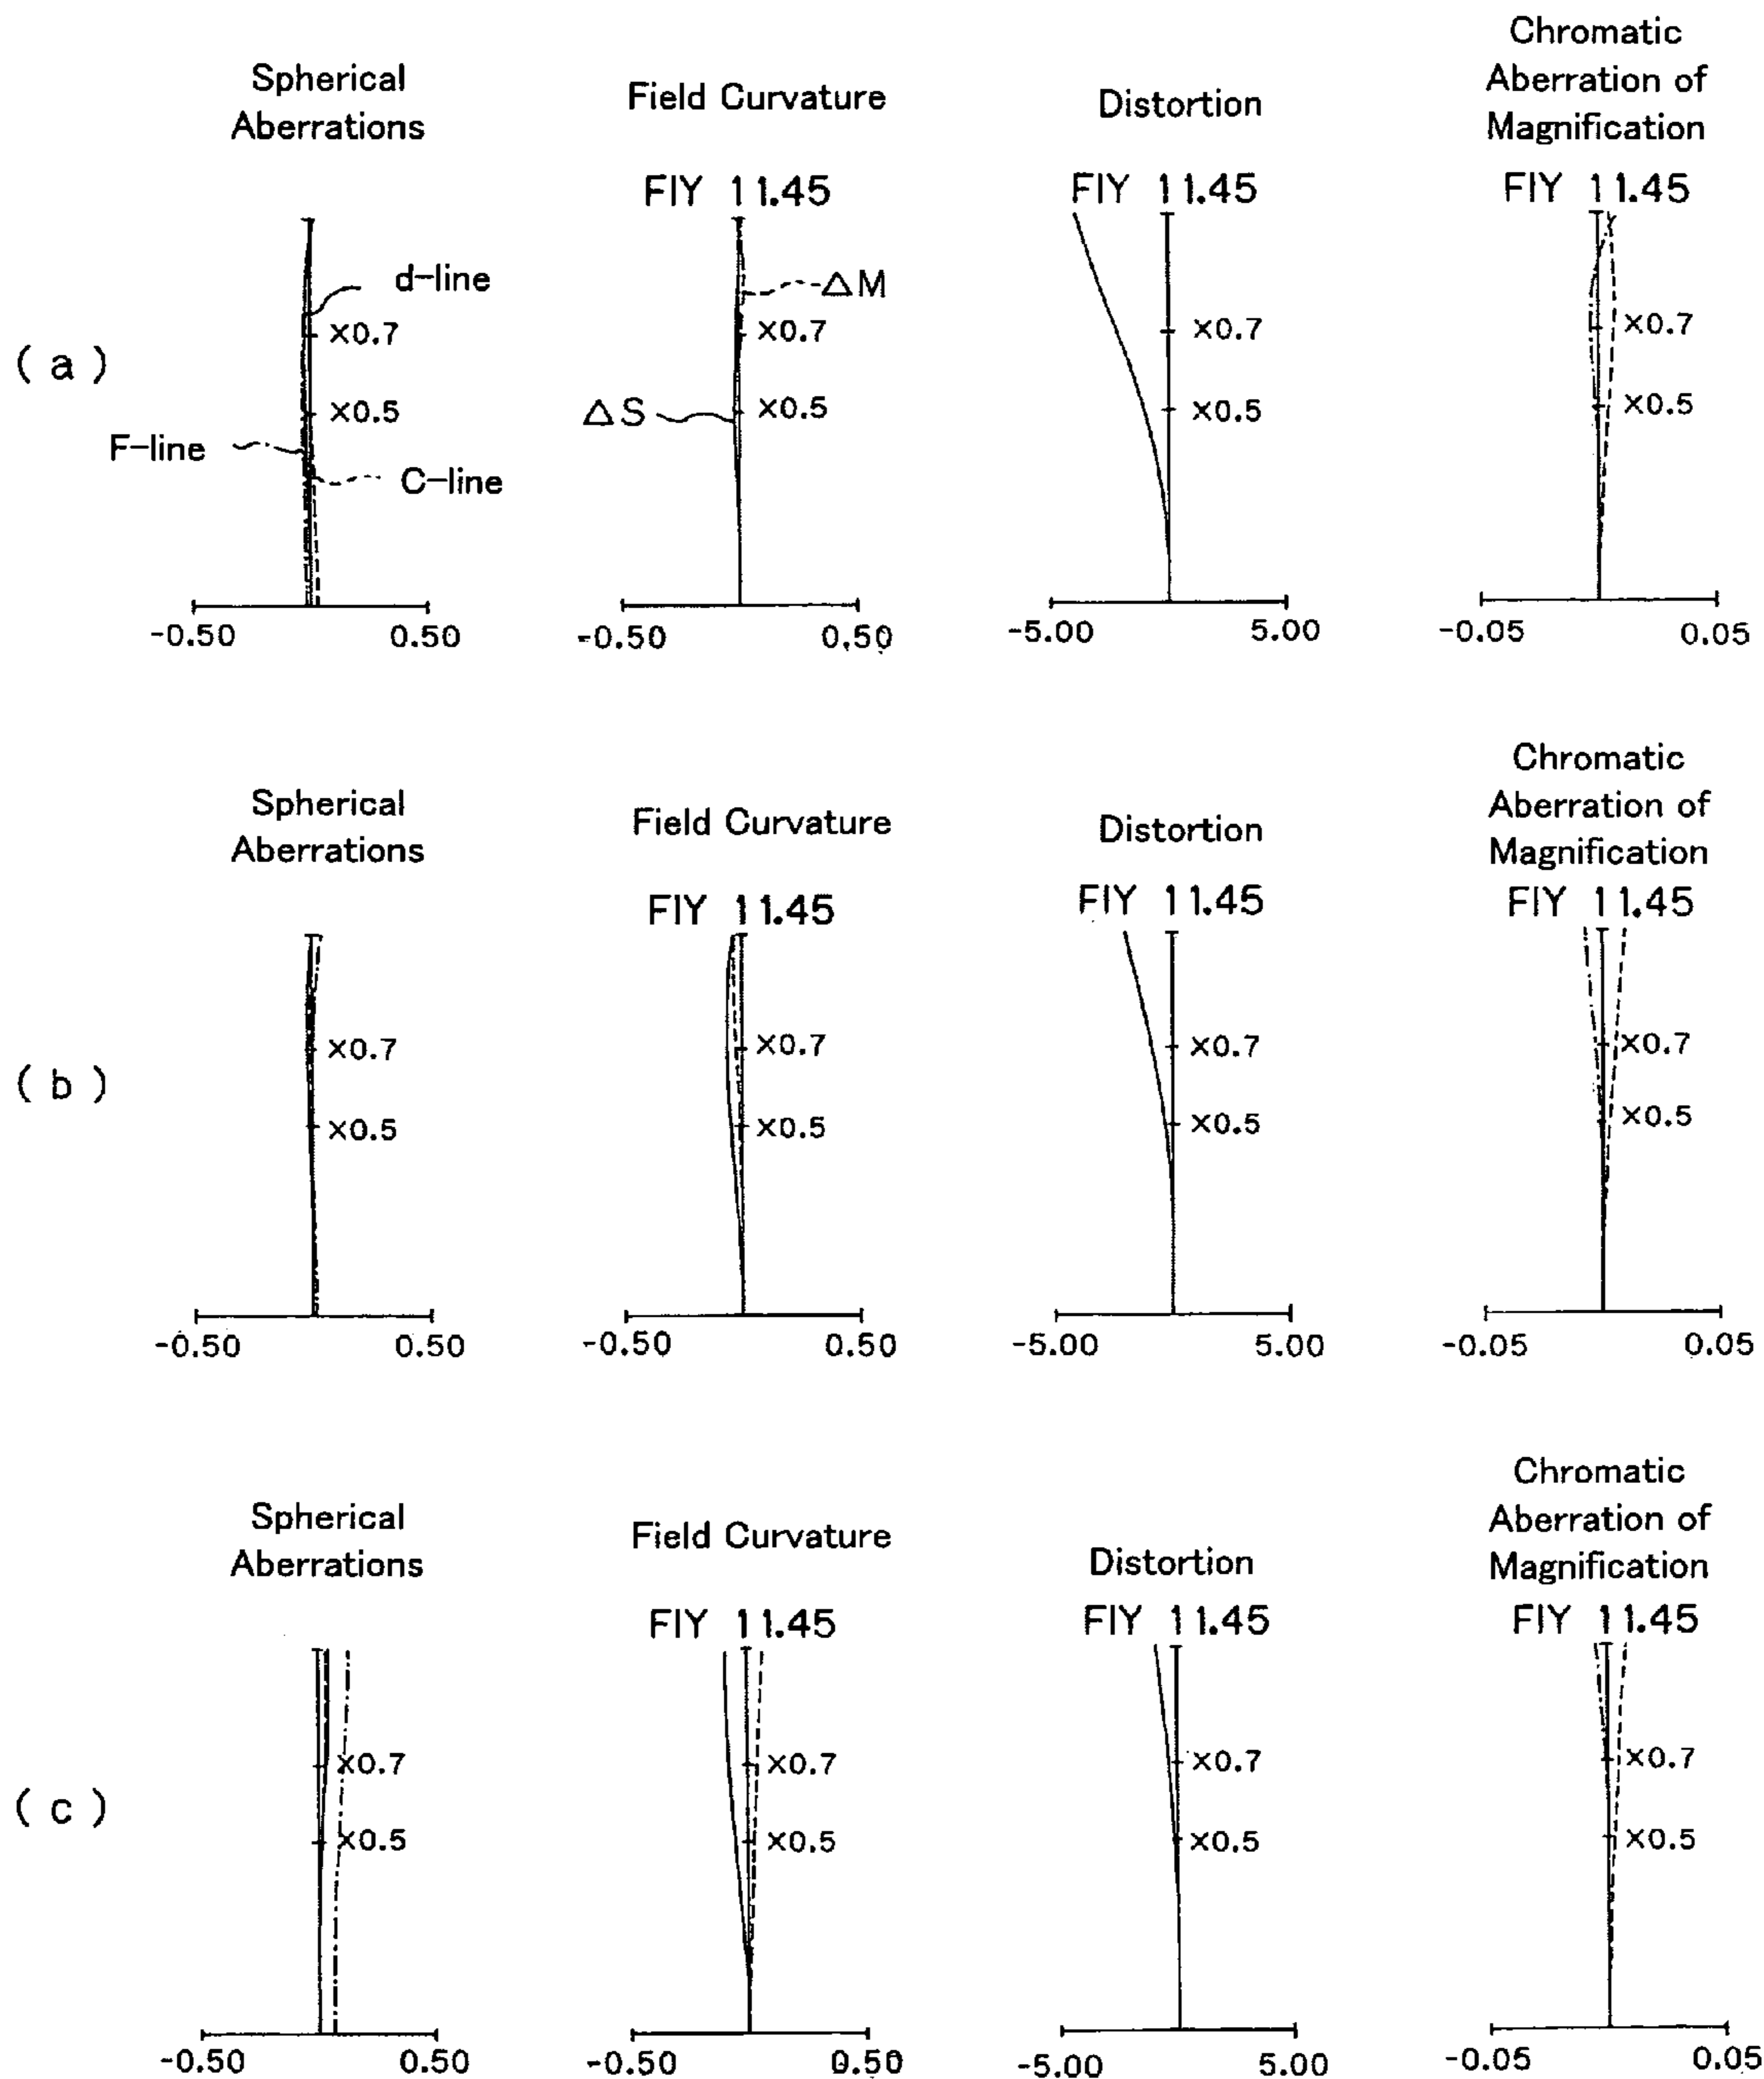 Spherical
Aberrations
Field Curvature
Distortion
Chromatic
Aberration of
Magnification
FIY 11.45
FIY 11.45
FIY 11.45
(a)
d-line
×0.7
×0.5
F-line
C-line
-0.50
0.50
ΔM
×0.7
ΔS
×0.5
-0.50
0.50
×0.7
×0.5
-5.00
5.00
×0.7
×0.5
-0.05
0.05
Spherical
Aberrations
Field Curvature
Distortion
Chromatic
Aberration of
Magnification
FIY 11.45
FIY 11.45
FIY 11.45
(b)
×0.7
×0.5
-0.50
0.50
×0.7
×0.5
-0.50
0.50
×0.7
×0.5
-5.00
5.00
×0.7
×0.5
-0.05
0.05
Spherical
Aberrations
Field Curvature
Distortion
Chromatic
Aberration of
Magnification
FIY 11.45
FIY 11.45
FIY 11.45
(c)
×0.7
×0.5
-0.50
0.50
×0.7
×0.5
-0.50
0.50
×0.7
×0.5
-5.00
5.00
×0.7
×0.5
-0.05
0.05